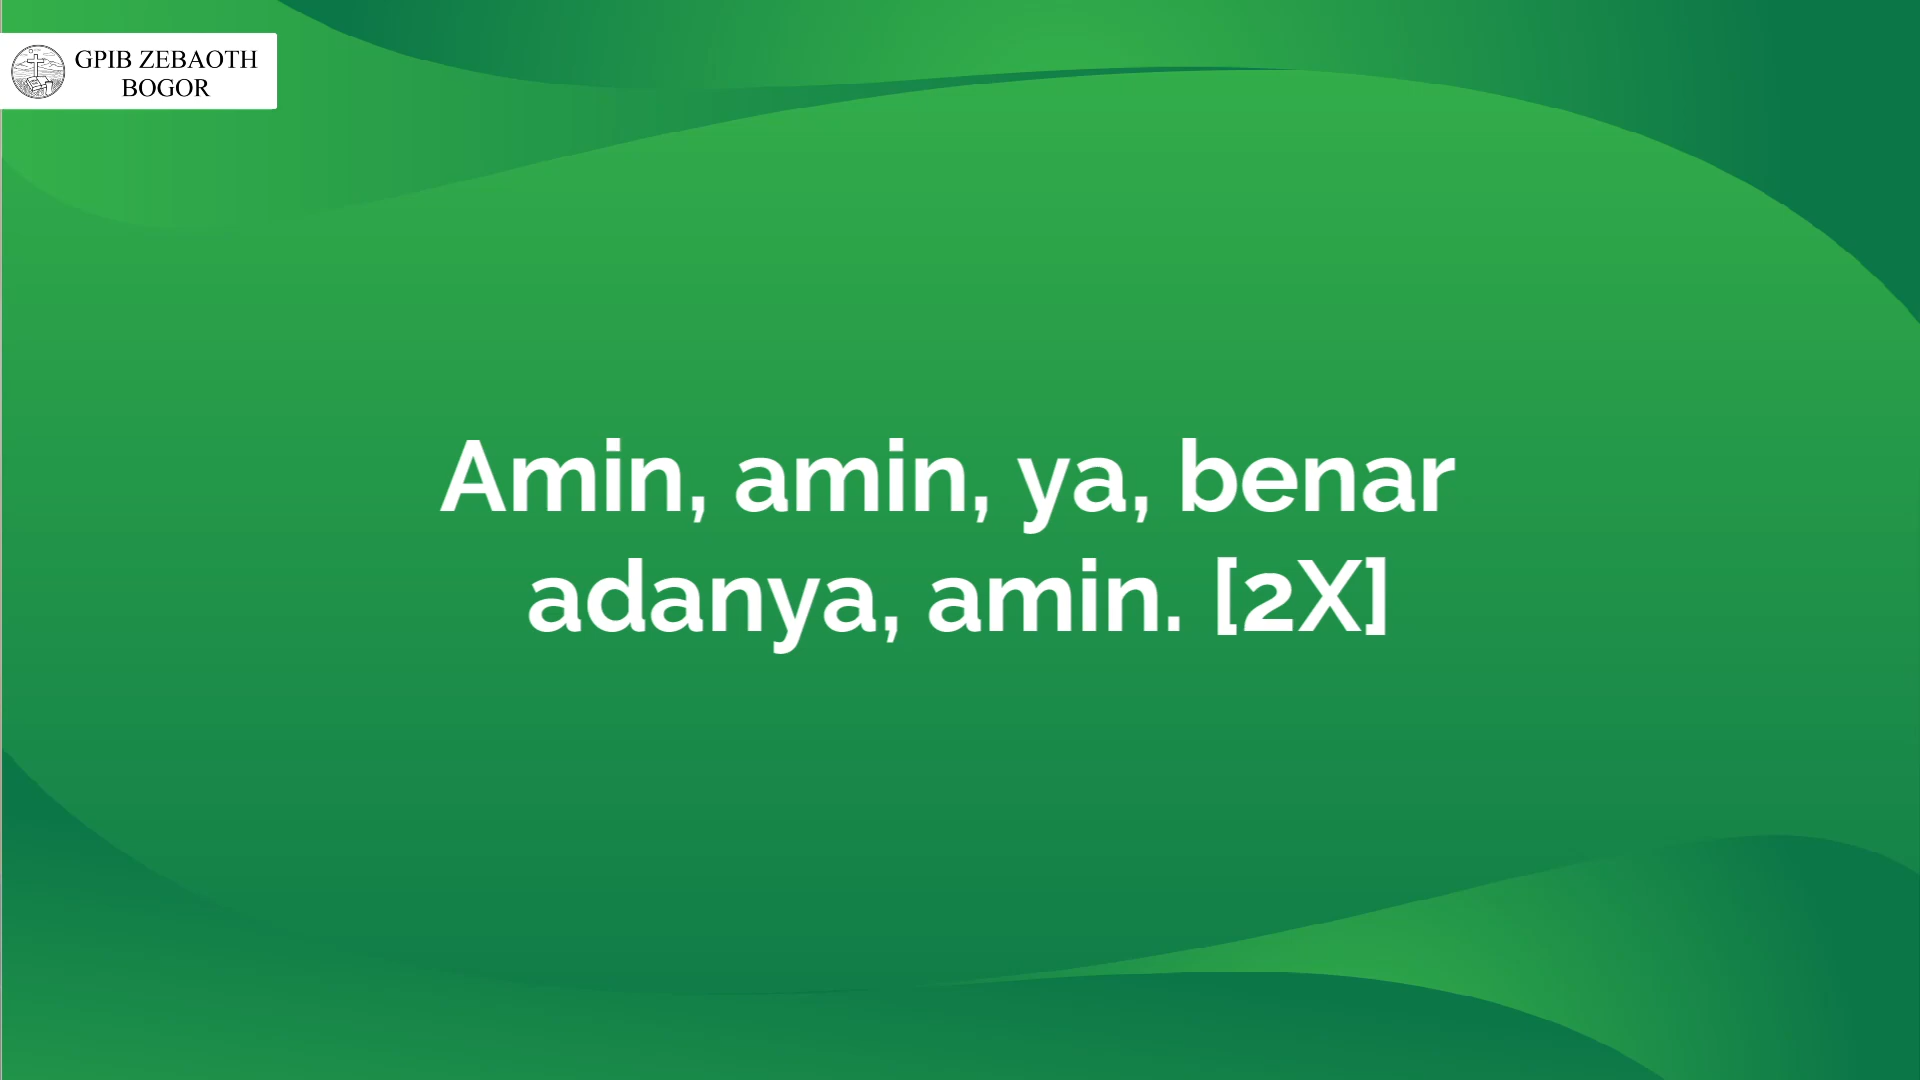 GPIB ZEBAOTH
BOGOR
Amin, amin, ya, benar
adanya, amin. [2X]